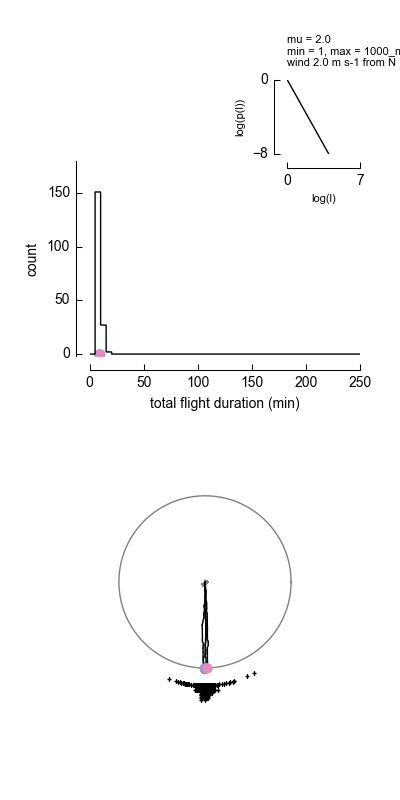 mu = 2.0
min = 1, max = 1000_m
wind 2.0 m s-1 from N
0
log(p(l))
−8
0 7
log(l)
150
100
count
50
0
0 50 100 150 200 250
total flight duration (min)